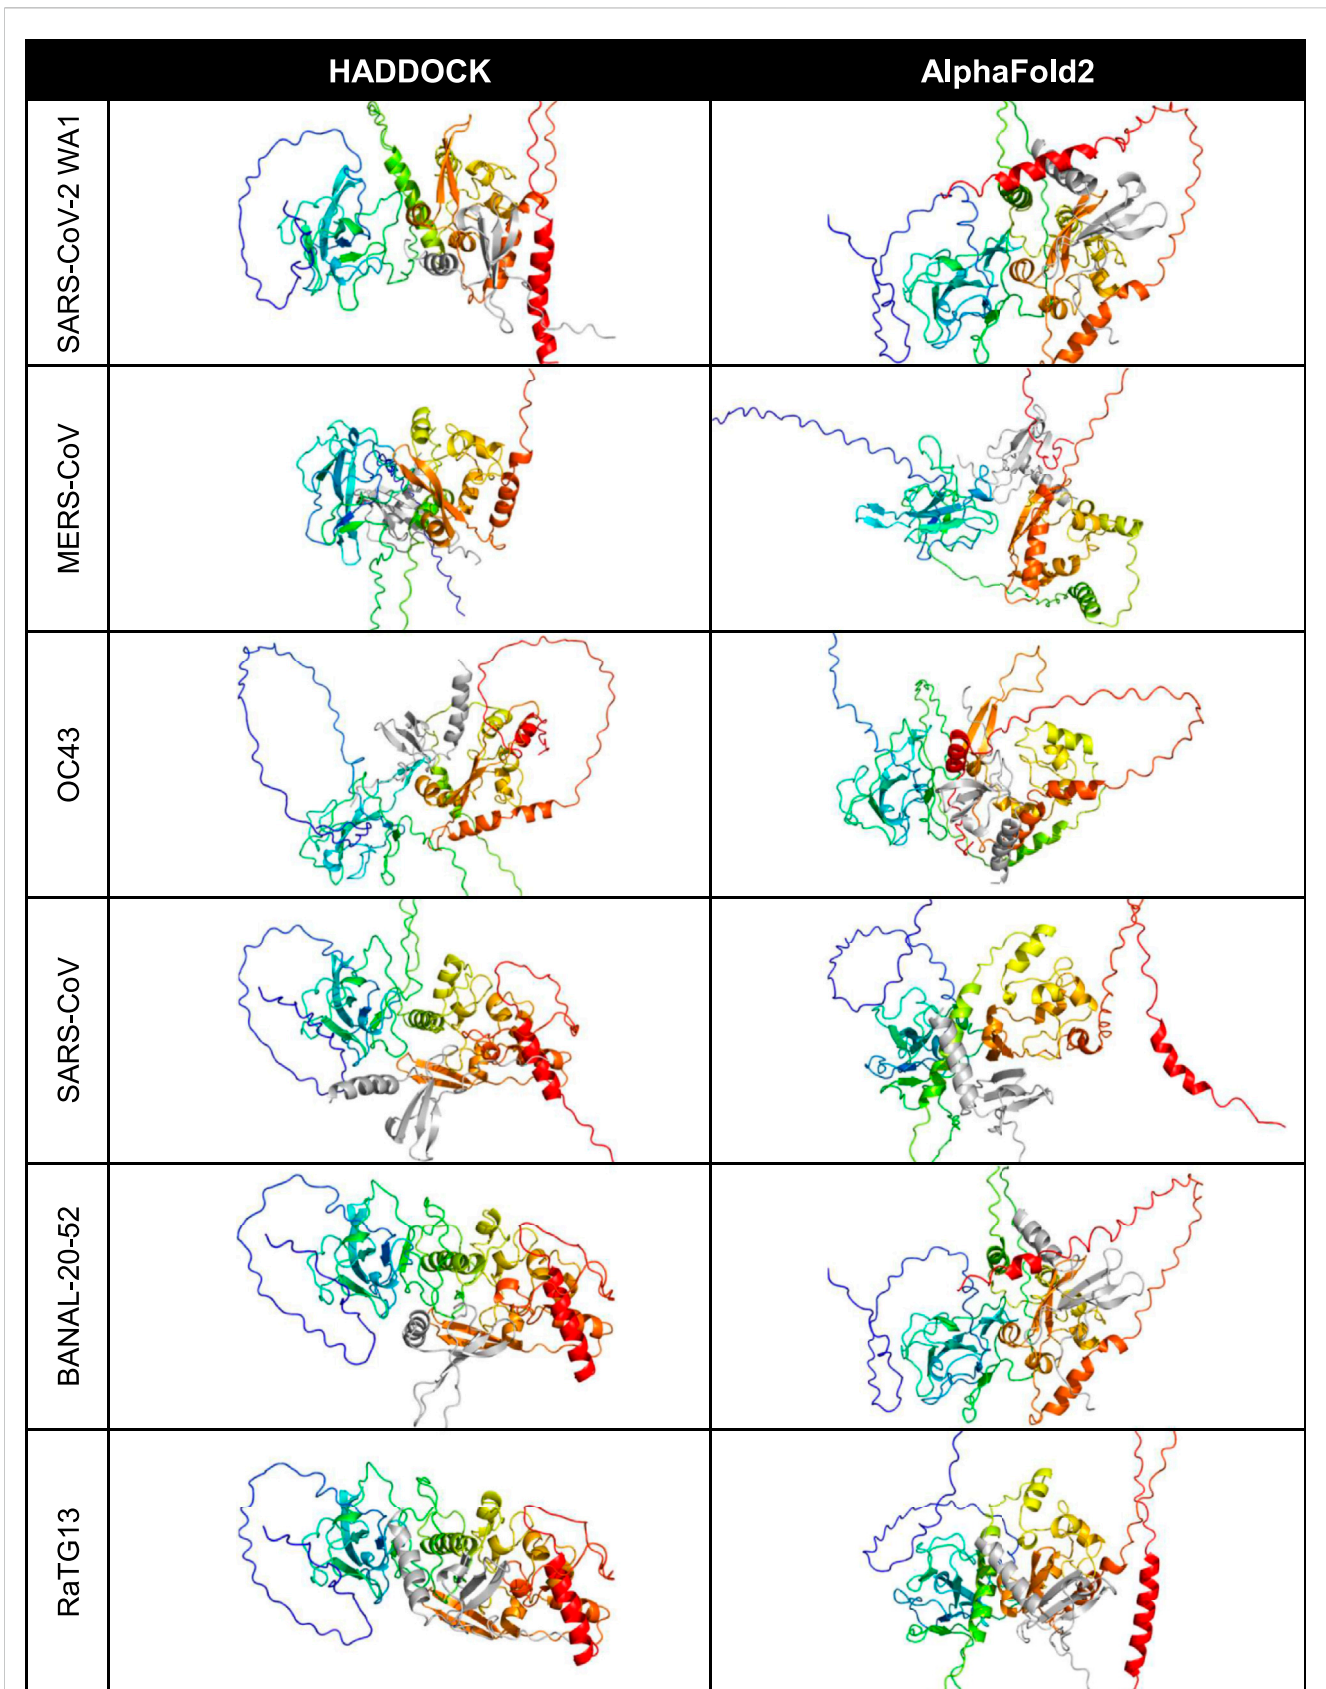 HADDOCK
AlphaFold2
SARS-CoV-2 WA1
MERS-CoV
OC43
SARS-CoV
BANAL-20-52
RaTG13